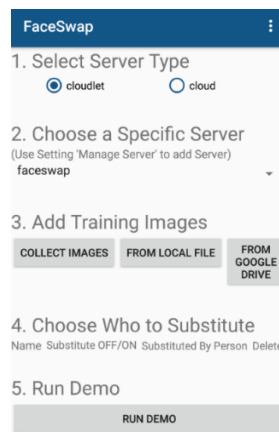 FaceSwap
1. Select Server Type
cloudlet cloud
2. Choose a Specific Server
(Use Setting 'Manage Server' to add Server)
faceswap
3. Add Training Images
COLLECT IMAGES FROM LOCAL FILE FROM GOOGLE DRIVE
4. Choose Who to Substitute
Name Substitute OFF/ON Substituted By Person Delete
5. Run Demo
RUN DEMO